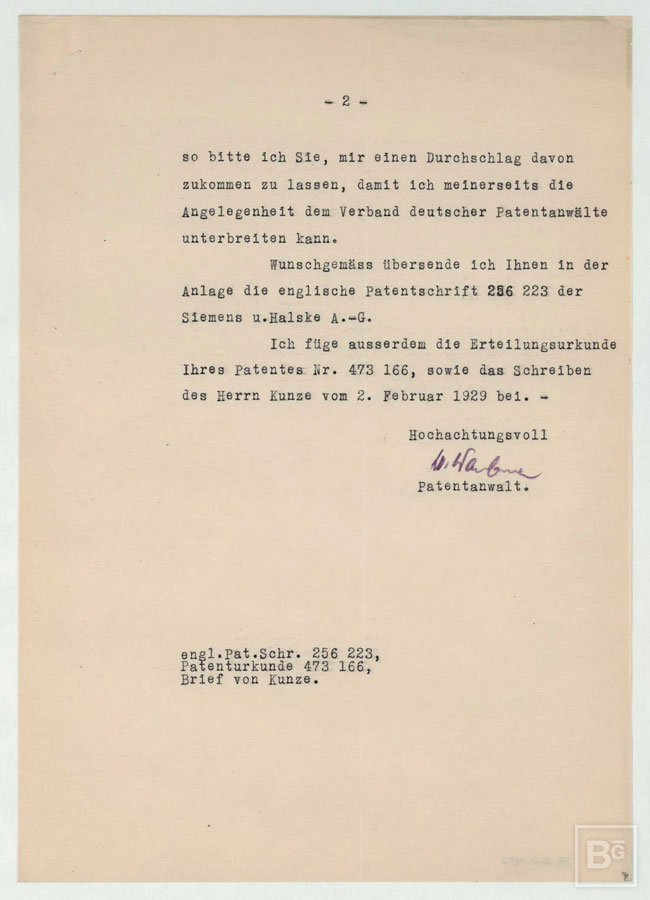 - 2 -
so bitte ich Sie, mir einen Durchschlag davon
zukommen zu lassen, damit ich meinerseits die
Angelegenheit dem Verband deutscher Patentanwälte
unterbreiten kann.
Wunschgemäss übersende ich Ihnen in der
Anlage die englische Patentschrift 256 223 der
Siemens u.Halske A.-G.
Ich füge ausserdem die Erteilungsurkunde
Ihres Patentes Nr. 473 166, sowie das Schreiben
des Herrn Kunze vom 2. Februar 1929 bei. -
Hochachtungsvoll
Patentanwalt.
engl.Pat.Schr. 256 223,
Patenturkunde 473 166,
Brief von Kunze.
BG